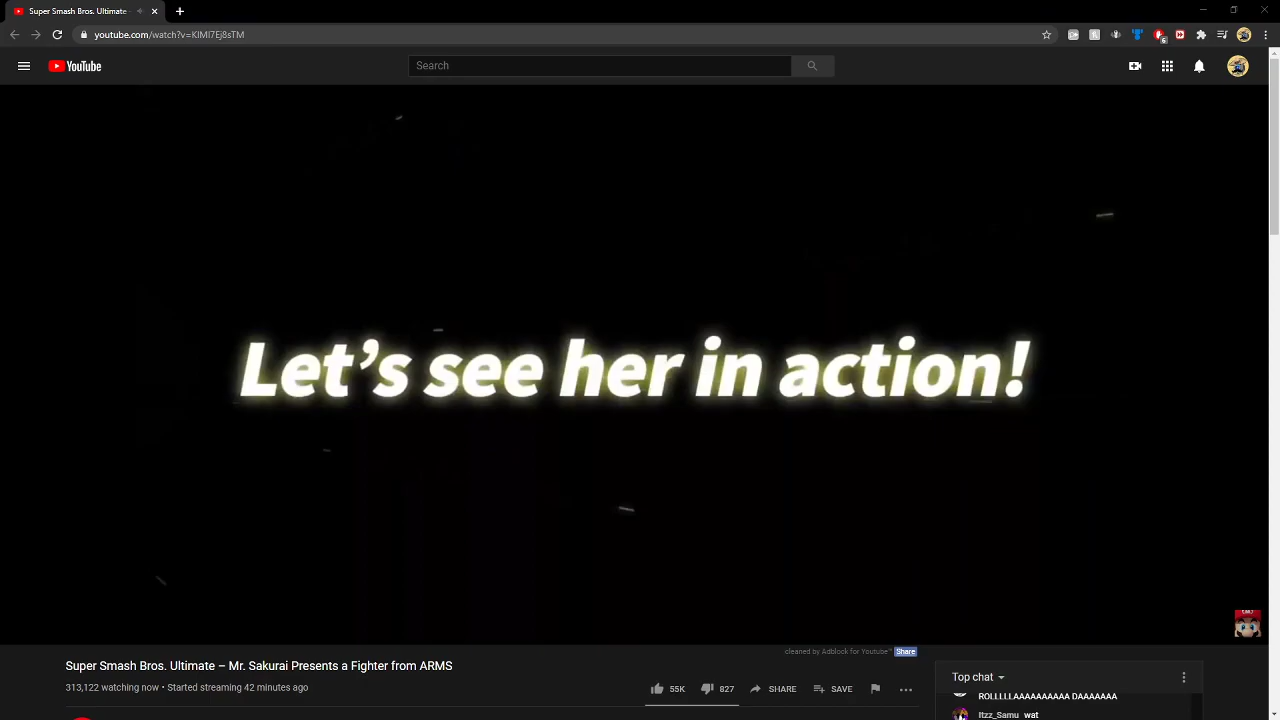 Super Smash Bros. Ultimate -
youtube.com/watch?v=KIMI7Ej8sTM
6
YouTube
Search
Let's see her in action!
cleaned by Adblock for Youtube™ Share
Super Smash Bros. Ultimate – Mr. Sakurai Presents a Fighter from ARMS
313,122 watching now • Started streaming 42 minutes ago
55K
827
SHARE
SAVE
Top chat
ROLLLLLAAAAAAAAAA DAAAAAAA
Itzz_Samu wat